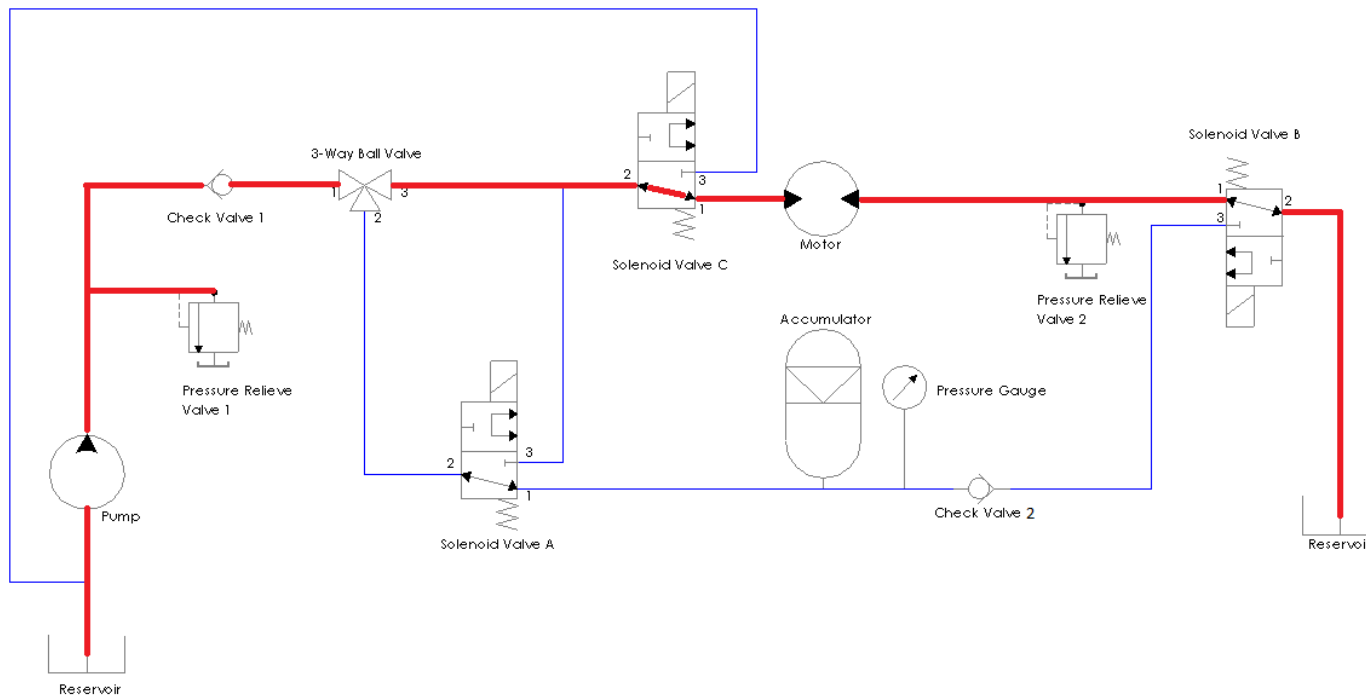 Solenoid Valve B
3-Way Ball Valve
2
3
1
1
3
2
1
2
3
Check Valve 1
Motor
Solenoid Valve C
Pressure Relieve
Valve 2
Accumulator
Pressure Relieve
Valve 1
Pressure Gauge
2
3
1
Pump
Check Valve 2
Solenoid Valve A
Reservoir
Reservoir